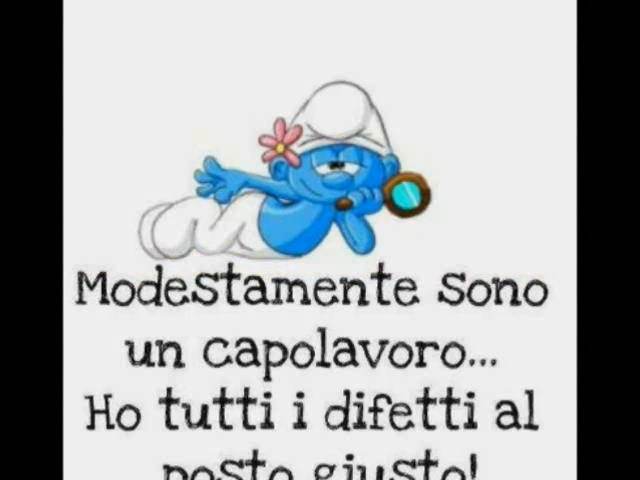 Modestamente sono
un capolavoro...
Ho tutti i difetti al
posto giusto!